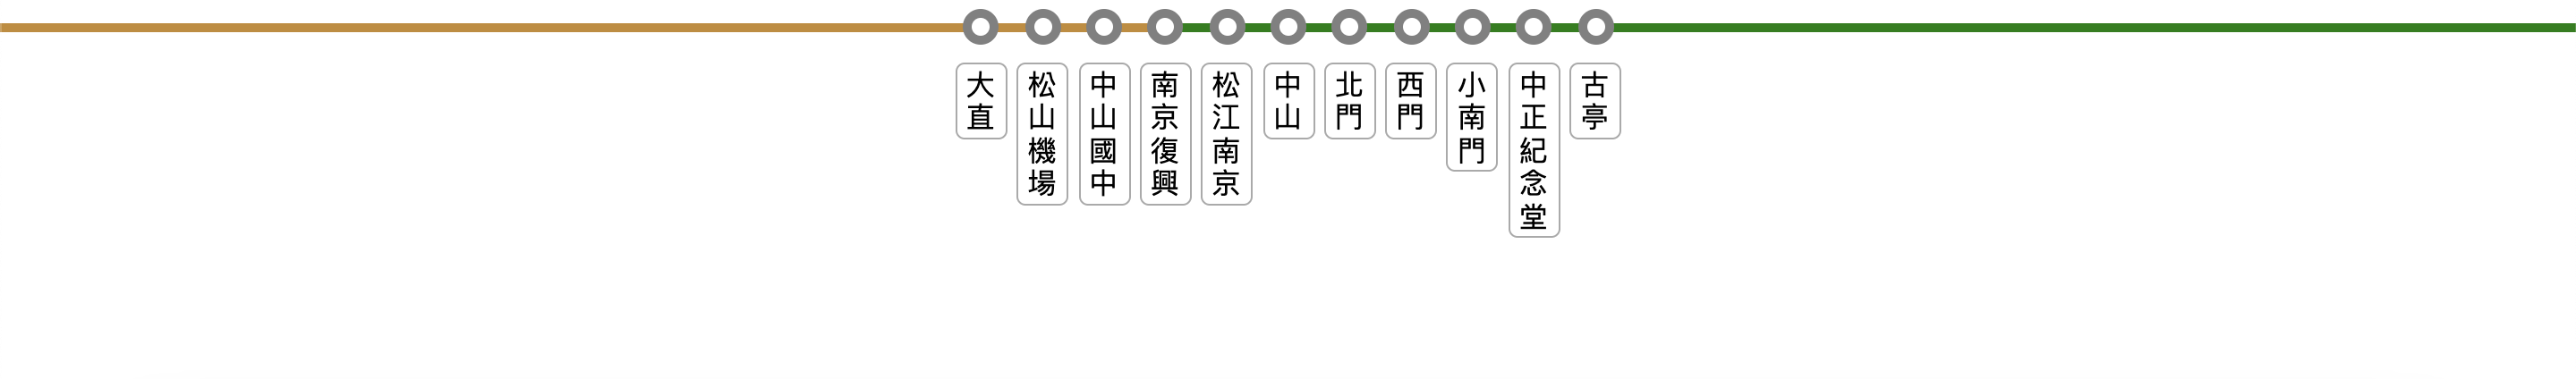 大直
松山機場
中山國中
南京復興
松江南京
中山
北門
西門
小南門
中正紀念堂
古亭